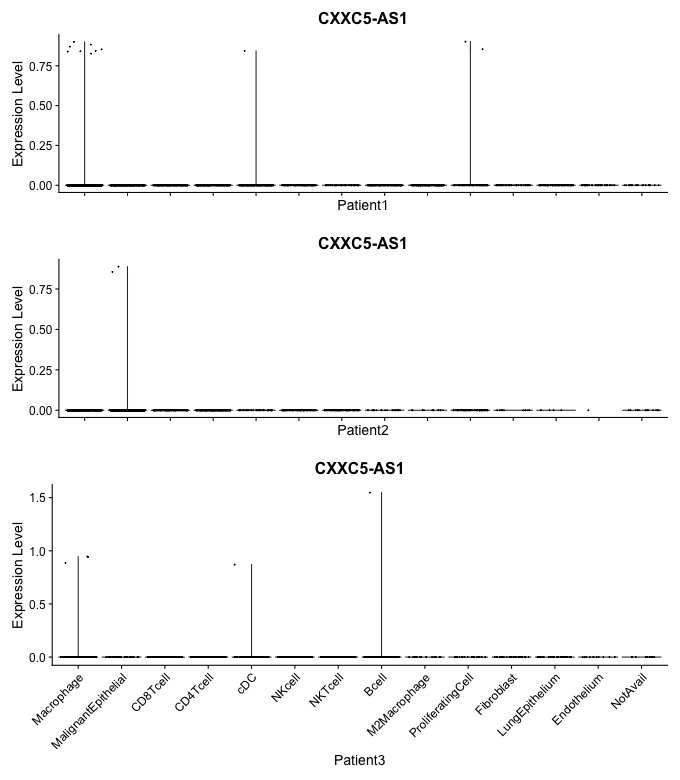 CXXC5-AS1
Expression Level
0.75
0.50
0.25
0.00
Patient1
CXXC5-AS1
Expression Level
0.75
0.50
0.25
0.00
Patient2
CXXC5-AS1
Expression Level
1.5
1.0
0.5
0.0
Macrophage
MalignantEpithelial
CD8Tcell
CD4Tcell
cDC
NKcell
NKTcell
Bcell
M2Macrophage
ProliferatingCell
Fibroblast
LungEpithelium
Endothelium
NotAvail
Patient3